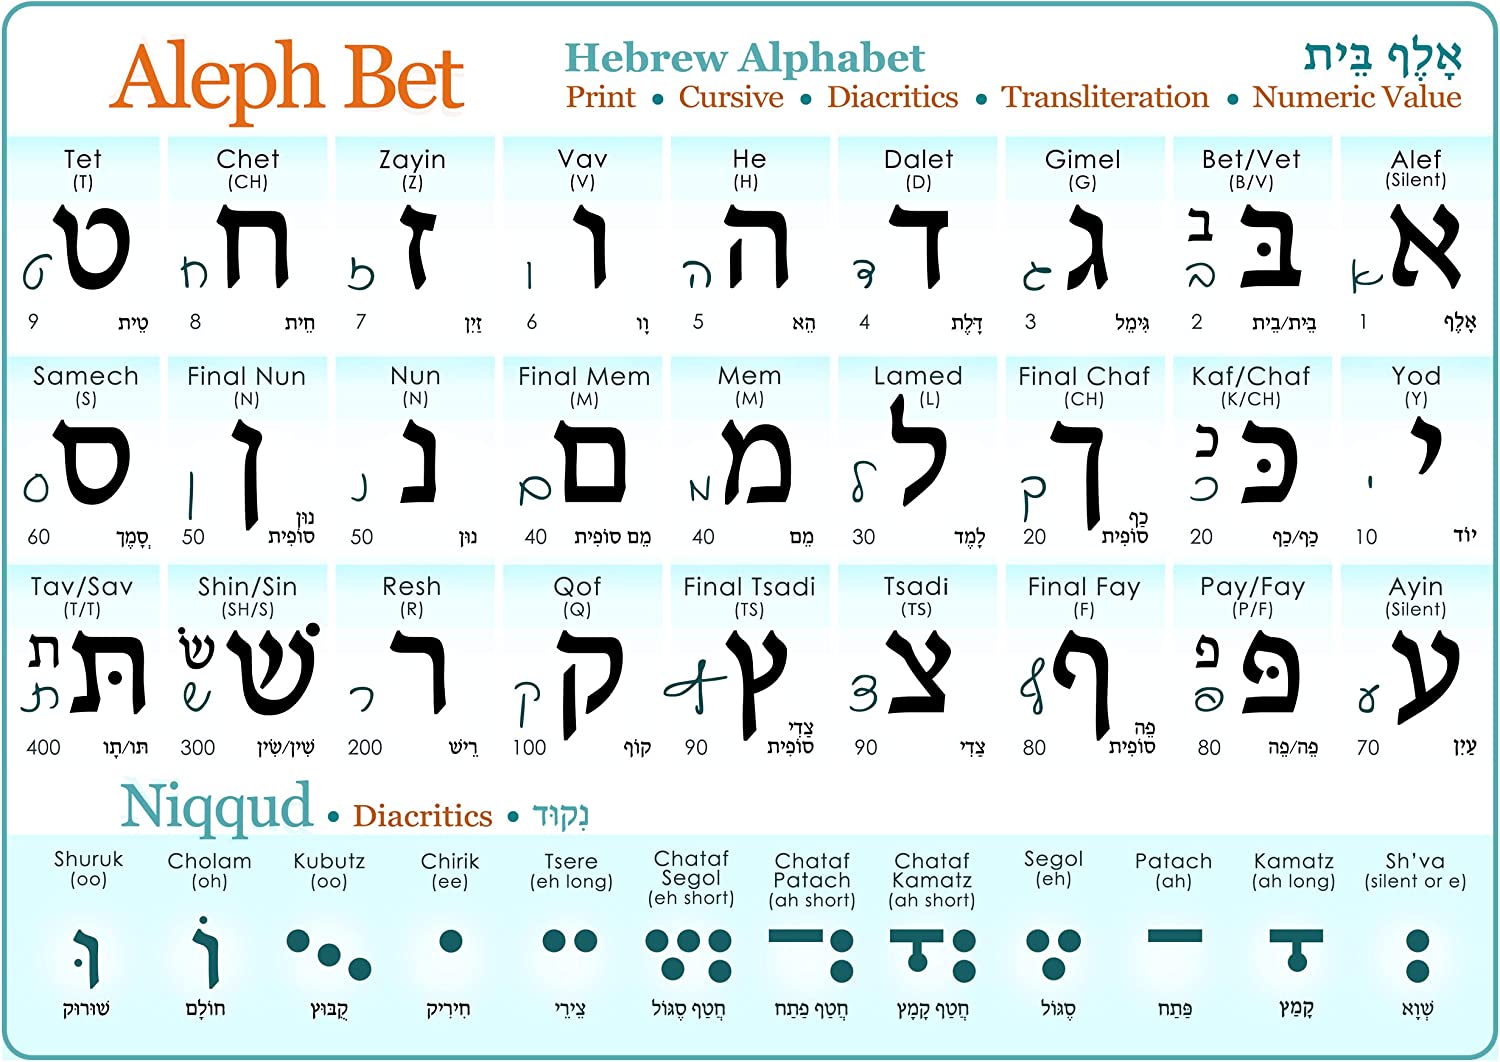 Aleph Bet
Hebrew Alphabet
אָלֶף בֵּית
Print • Cursive • Diacritics • Transliteration • Numeric Value
Alef
(Silent)
א א
1 אָלֶף
Bet/Vet
(B/V)
בּ ב ב
2 בֵּית/בֵית
Gimel
(G)
ג ג
3 גִּימֵל
Dalet
(D)
ד ד
4 דָּלֶת
He
(H)
ה ה
5 הֵא
Vav
(V)
ו ו
6 וָו
Zayin
(Z)
ז ז
7 זַיִן
Chet
(CH)
ח ח
8 חֵית
Tet
(T)
ט ט
9 טֵית
Yod
(Y)
י י
10 יוֹד
Kaf/Chaf
(K/CH)
כּ כ כ
20 כַּף/כַף
Final Chaf
(CH)
ך ך
20 כַף סוֹפִית
Lamed
(L)
ל ל
30 לָמֶד
Mem
(M)
מ מ
40 מֵם
Final Mem
(M)
ם ם
40 מֵם סוֹפִית
Nun
(N)
נ נ
50 נוּן
Final Nun
(N)
ן ן
50 נוּן סוֹפִית
Samech
(S)
ס ס
60 סָמֶךְ
Ayin
(Silent)
ע ע
70 עַיִן
Pay/Fay
(P/F)
פּ פ פ
80 פֵּה/פֵה
Final Fay
(F)
ף ף
80 פֵה סוֹפִית
Tsadi
(TS)
צ צ
90 צַדִי
Final Tsadi
(TS)
ץ ץ
90 צַדִי סוֹפִית
Qof
(Q)
ק ק
100 קוֹף
Resh
(R)
ר ר
200 רֵישׁ
Shin/Sin
(SH/S)
שׁ שׂ ש
300 שִׁין/שִׂין
Tav/Sav
(T/T)
תּ ת ת
400 תּו/תָו
Niqqud • Diacritics • נִקוּד
Shuruk
(oo)
וּ
שׁוּרוּק
Cholam
(oh)
וֹ
חוֹלָם
Kubutz
(oo)
קֻבּוּץ
Chirik
(ee)
חִירִיק
Tsere
(eh long)
צֵירֵי
Chataf
Segol
(eh short)
חֲטַף סֶגּוֹל
Chataf
Patach
(ah short)
חֲטַף פַּתַח
Chataf
Kamatz
(ah short)
חֲטַף קָמָץ
Segol
(eh)
סֶגּוֹל
Patach
(ah)
פַּתַח
Kamatz
(ah long)
קָמַץ
Sh'va
(silent or e)
שְׁוָא